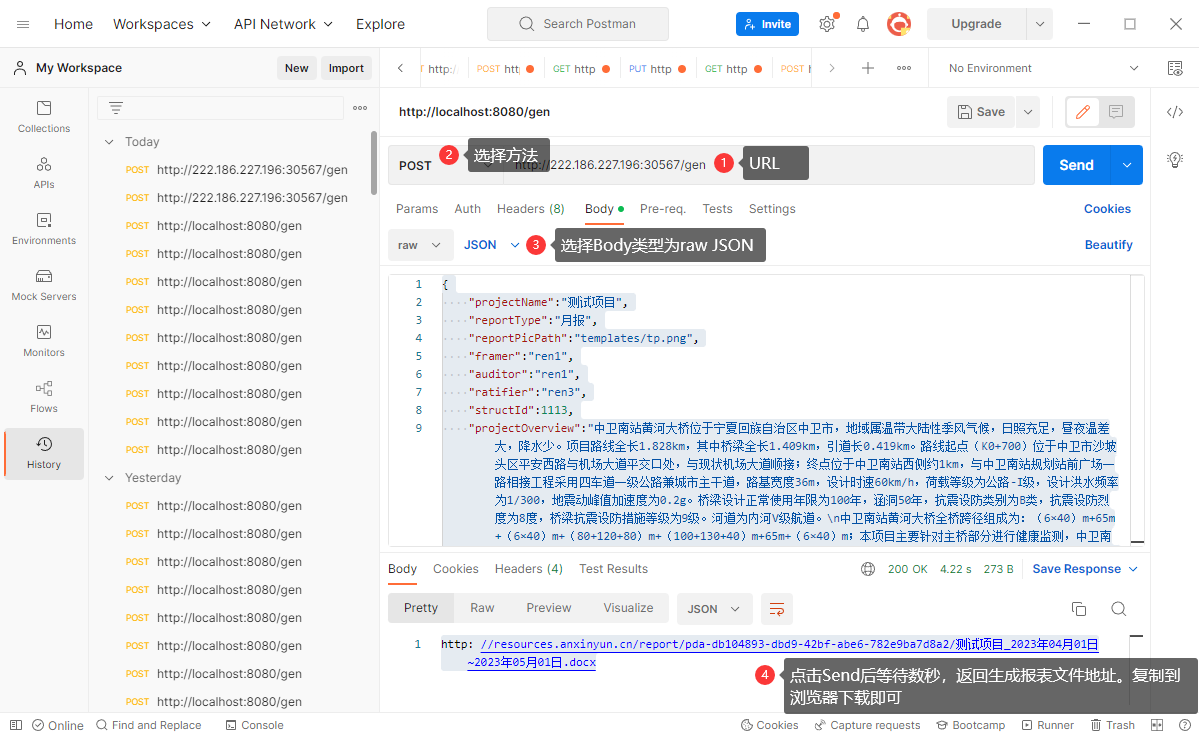 Home Workspaces API Network Explore Search Postman Invite Upgrade
My Workspace New Import http:/ POST htt GET http PUT http GET http POST No Environment
Collections
APIs
Environments
Mock Servers
Monitors
Flows
History
Today
POST http://222.186.227.196:30567/gen
POST http://222.186.227.196:30567/gen
POST http://localhost:8080/gen
POST http://localhost:8080/gen
POST http://localhost:8080/gen
POST http://localhost:8080/gen
POST http://localhost:8080/gen
POST http://localhost:8080/gen
POST http://localhost:8080/gen
POST http://localhost:8080/gen
POST http://localhost:8080/gen
Yesterday
POST http://localhost:8080/gen
POST http://localhost:8080/gen
POST http://localhost:8080/gen
POST http://localhost:8080/gen
POST http://localhost:8080/gen
POST http://localhost:8080/gen
POST http://localhost:8080/gen
POST http://localhost:8080/gen
http://localhost:8080/gen Save
POST 2 选择方法 http://222.186.227.196:30567/gen 1 URL Send
Params Auth Headers (8) Body Pre-req. Tests Settings Cookies
raw JSON 3 选择Body类型为raw JSON Beautify
1 {
2 "projectName":"测试项目",
3 "reportType":"月报",
4 "reportPicPath":"templates/tp.png",
5 "framer":"ren1",
6 "auditor":"ren1",
7 "ratifier":"ren3",
8 "structId":1113,
9 "projectOverview":"中卫南站黄河大桥位于宁夏回族自治区中卫市，地域属温带大陆性季风气候，日照充足，昼夜温差
大，降水少。项目路线全长1.828km，其中桥梁全长1.409km，引道长0.419km。路线起点（K0+700）位于中卫市沙坡
头区平安西路与机场大道平交口处，与现状机场大道顺接；终点位于中卫南站西侧约1km，与中卫南站规划站前广场一
路相接工程采用四车道一级公路兼城市主干道，路基宽度36m，设计时速60km/h，荷载等级为公路-I级，设计洪水频率
为1/300，地震动峰值加速度为0.2g。桥梁设计正常使用年限为100年，涵洞50年，抗震设防类别为B类，抗震设防烈
度为8度，桥梁抗震设防措施等级为9级。河道为内河V级航道。\n中卫南站黄河大桥全桥跨径组成为：（6×40）m+65m
+（6×40）m+（80+120+80）m+（100+130+40）m+65m+（6×40）m；本项目主要针对主桥部分进行健康监测，中卫南
Body Cookies Headers (4) Test Results 200 OK 4.22 s 273 B Save Response
Pretty Raw Preview Visualize JSON
1 http: //resources.anxinyun.cn/report/pda-db104893-dbd9-42bf-abe6-782e9ba7d8a2/测试项目_2023年04月01日
~2023年05月01日.docx
4 点击Send后等待数秒，返回生成报表文件地址。复制到
浏览器下载即可
Online Find and Replace Console Cookies Capture requests Bootcamp Runner Trash